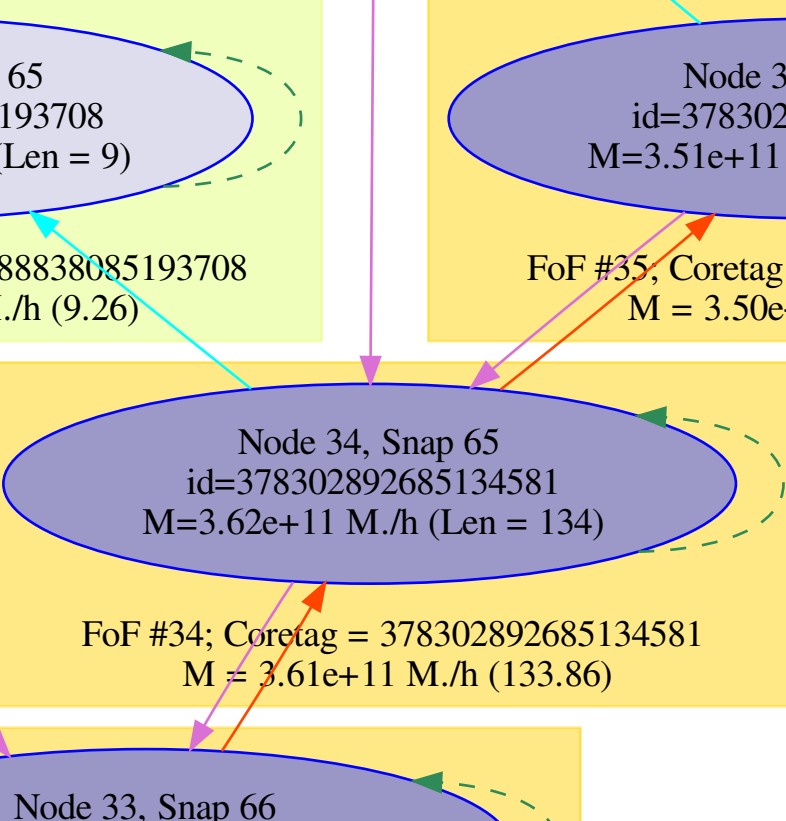 65
193708
(Len = 9)
88838085193708
M./h (9.26)
Node 3
id=378302
M=3.51e+11
FoF #35; Coretag
M = 3.50e
Node 34, Snap 65
id=378302892685134581
M=3.62e+11 M./h (Len = 134)
FoF #34; Coretag = 378302892685134581
M = 3.61e+11 M./h (133.86)
Node 33, Snap 66